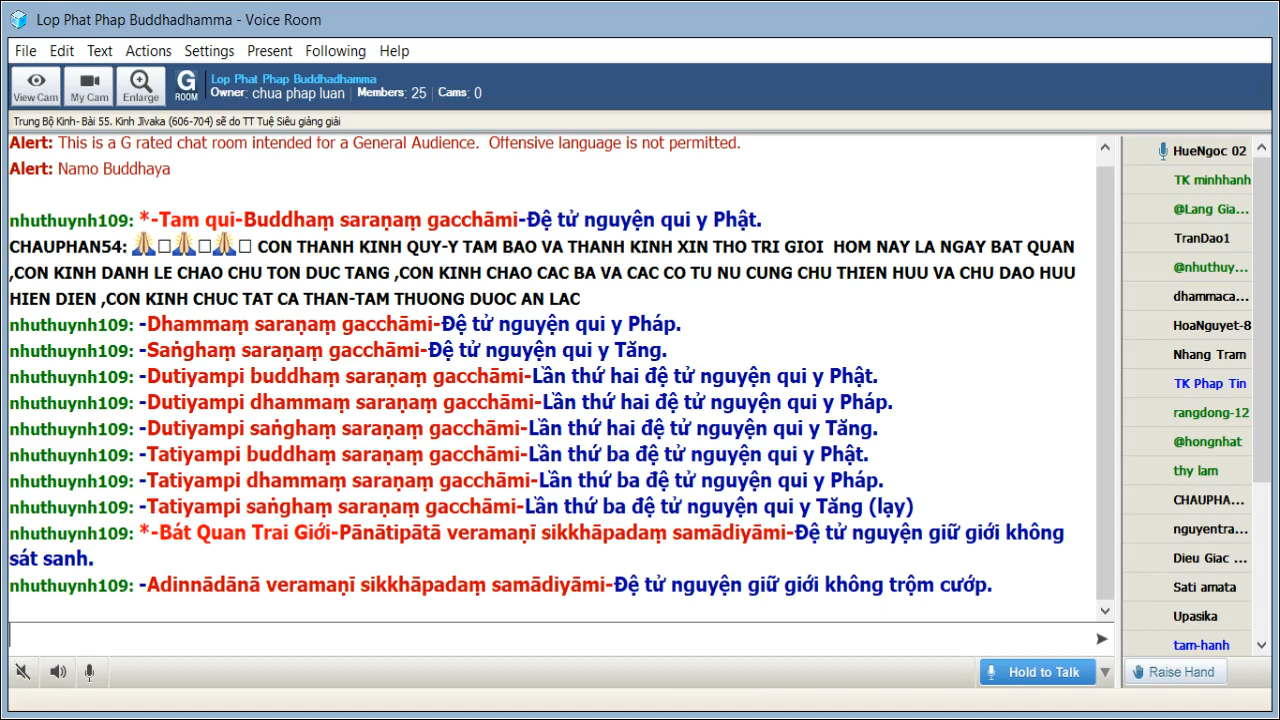 Lop Phat Phap Buddhadhamma - Voice Room
File Edit Text Actions Settings Present Following Help
View Cam My Cam Enlarge G ROOM
Lop Phat Phap Buddhadhamma
Owner: chua phap luan Members: 25 Cams: 0
Trung Bộ Kinh- Bài 55. Kinh Jīvaka (606-704) sẽ do TT Tuệ Siêu giảng giải
Alert: This is a G rated chat room intended for a General Audience. Offensive language is not permitted.
Alert: Namo Buddhaya
nhuthuynh109: *-Tam qui-Buddhaṃ saraṇaṃ gacchāmi-Đệ tử nguyện qui y Phật.
CHAUPHAN54: 🙏🙏🙏 CON THANH KINH QUY-Y TAM BAO VA THANH KINH XIN THO TRI GIOI HOM NAY LA NGAY BAT QUAN
,CON KINH DANH LE CHAO CHU TON DUC TANG ,CON KINH CHAO CAC BA VA CAC CO TU NU CUNG CHU THIEN HUU VA CHU DAO HUU
HIEN DIEN ,CON KINH CHUC TAT CA THAN-TAM THUONG DUOC AN LAC
nhuthuynh109: -Dhammaṃ saraṇaṃ gacchāmi-Đệ tử nguyện qui y Pháp.
nhuthuynh109: -Saṅghaṃ saraṇaṃ gacchāmi-Đệ tử nguyện qui y Tăng.
nhuthuynh109: -Dutiyampi buddhaṃ saraṇaṃ gacchāmi-Lần thứ hai đệ tử nguyện qui y Phật.
nhuthuynh109: -Dutiyampi dhammaṃ saraṇaṃ gacchāmi-Lần thứ hai đệ tử nguyện qui y Pháp.
nhuthuynh109: -Dutiyampi saṅghaṃ saraṇaṃ gacchāmi-Lần thứ hai đệ tử nguyện qui y Tăng.
nhuthuynh109: -Tatiyampi buddhaṃ saraṇaṃ gacchāmi-Lần thứ ba đệ tử nguyện qui y Phật.
nhuthuynh109: -Tatiyampi dhammaṃ saraṇaṃ gacchāmi-Lần thứ ba đệ tử nguyện qui y Pháp.
nhuthuynh109: -Tatiyampi saṅghaṃ saraṇaṃ gacchāmi-Lần thứ ba đệ tử nguyện qui y Tăng (lạy)
nhuthuynh109: *-Bát Quan Trai Giới-Pānātipātā veramaṇī sikkhāpadaṃ samādiyāmi-Đệ tử nguyện giữ giới không
sát sanh.
nhuthuynh109: -Adinnādānā veramaṇī sikkhāpadaṃ samādiyāmi-Đệ tử nguyện giữ giới không trộm cướp.
HueNgoc 02
TK minhhanh
@Lang Gia...
TranDao1
@nhuthuy...
dhammaca...
HoaNguyet-8
Nhang Tram
TK Phap Tin
rangdong-12
@hongnhat
thy lam
CHAUPHA...
nguyentra...
Dieu Giac ...
Sati amata
Upasika
tam-hanh
Hold to Talk
Raise Hand